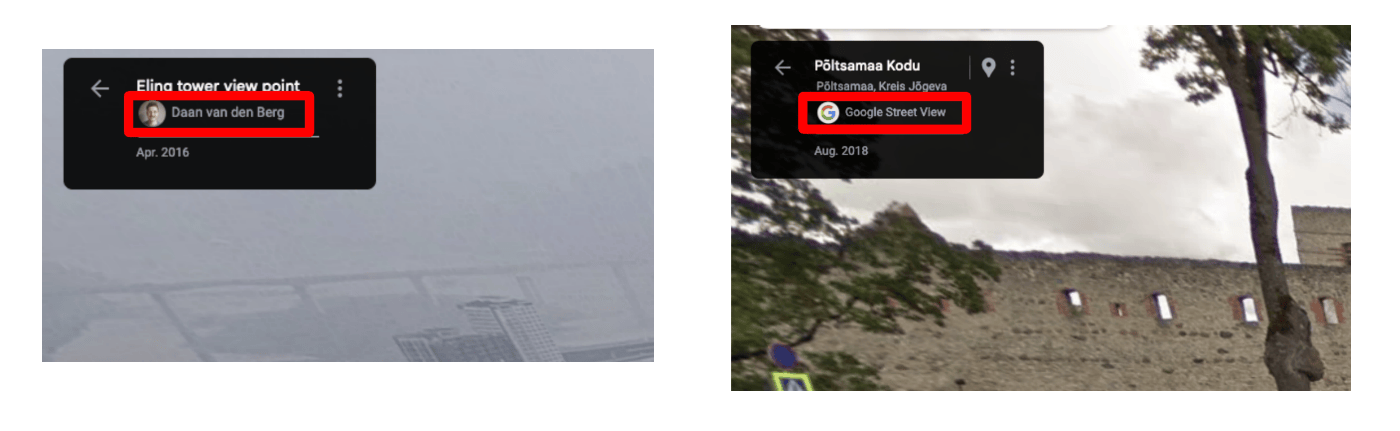 Eling tower view point
Daan van den Berg
Apr. 2016
Põltsamaa Kodu
Põltsamaa, Kreis Jõgeva
Google Street View
Aug. 2018